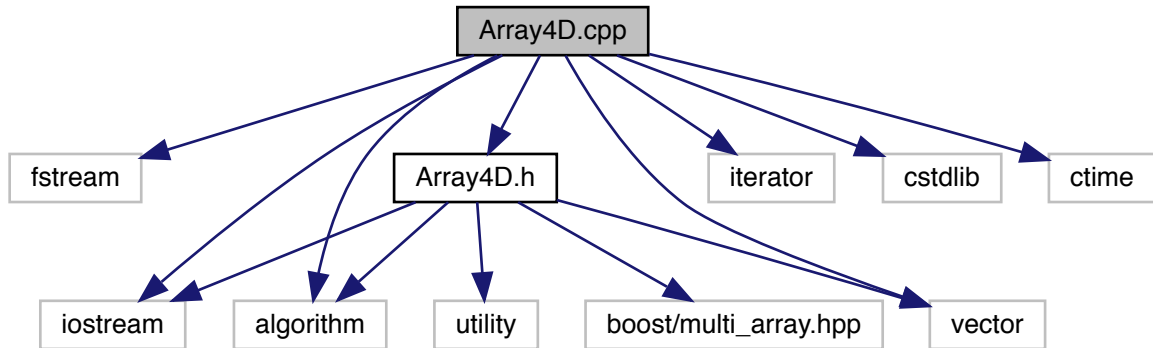 Array4D.cpp
fstream
Array4D.h
iterator
cstdlib
ctime
iostream
algorithm
utility
boost/multi_array.hpp
vector